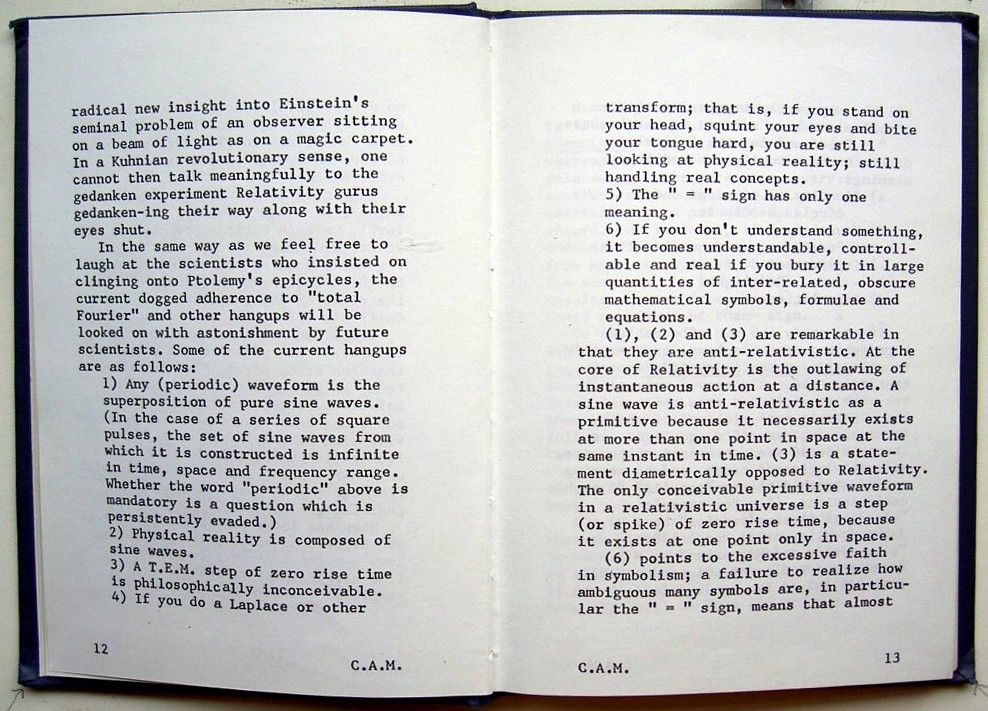 radical new insight into Einstein's
seminal problem of an observer sitting
on a beam of light as on a magic carpet.
In a Kuhnian revolutionary sense, one
cannot then talk meaningfully to the
gedanken experiment Relativity gurus
gedanken-ing their way along with their
eyes shut.
In the same way as we feel free to
laugh at the scientists who insisted on
clinging onto Ptolemy's epicycles, the
current dogged adherence to "total
Fourier" and other hangups will be
looked on with astonishment by future
scientists. Some of the current hangups
are as follows:
1) Any (periodic) waveform is the
superposition of pure sine waves.
(In the case of a series of square
pulses, the set of sine waves from
which it is constructed is infinite
in time, space and frequency range.
Whether the word "periodic" above is
mandatory is a question which is
persistently evaded.)
2) Physical reality is composed of
sine waves.
3) A T.E.M. step of zero rise time
is philosophically inconceivable.
4) If you do a Laplace or other
12
C.A.M.
transform; that is, if you stand on
your head, squint your eyes and bite
your tongue hard, you are still
looking at physical reality; still
handling real concepts.
5) The " = " sign has only one
meaning.
6) If you don't understand something,
it becomes understandable, controll-
able and real if you bury it in large
quantities of inter-related, obscure
mathematical symbols, formulae and
equations.
(1), (2) and (3) are remarkable in
that they are anti-relativistic. At the
core of Relativity is the outlawing of
instantaneous action at a distance. A
sine wave is anti-relativistic as a
primitive because it necessarily exists
at more than one point in space at the
same instant in time. (3) is a state-
ment diametrically opposed to Relativity.
The only conceivable primitive waveform
in a relativistic universe is a step
(or spike) of zero rise time, because
it exists at one point only in space.
(6) points to the excessive faith
in symbolism; a failure to realize how
ambiguous many symbols are, in particu-
lar the " = " sign, means that almost
C.A.M.
13